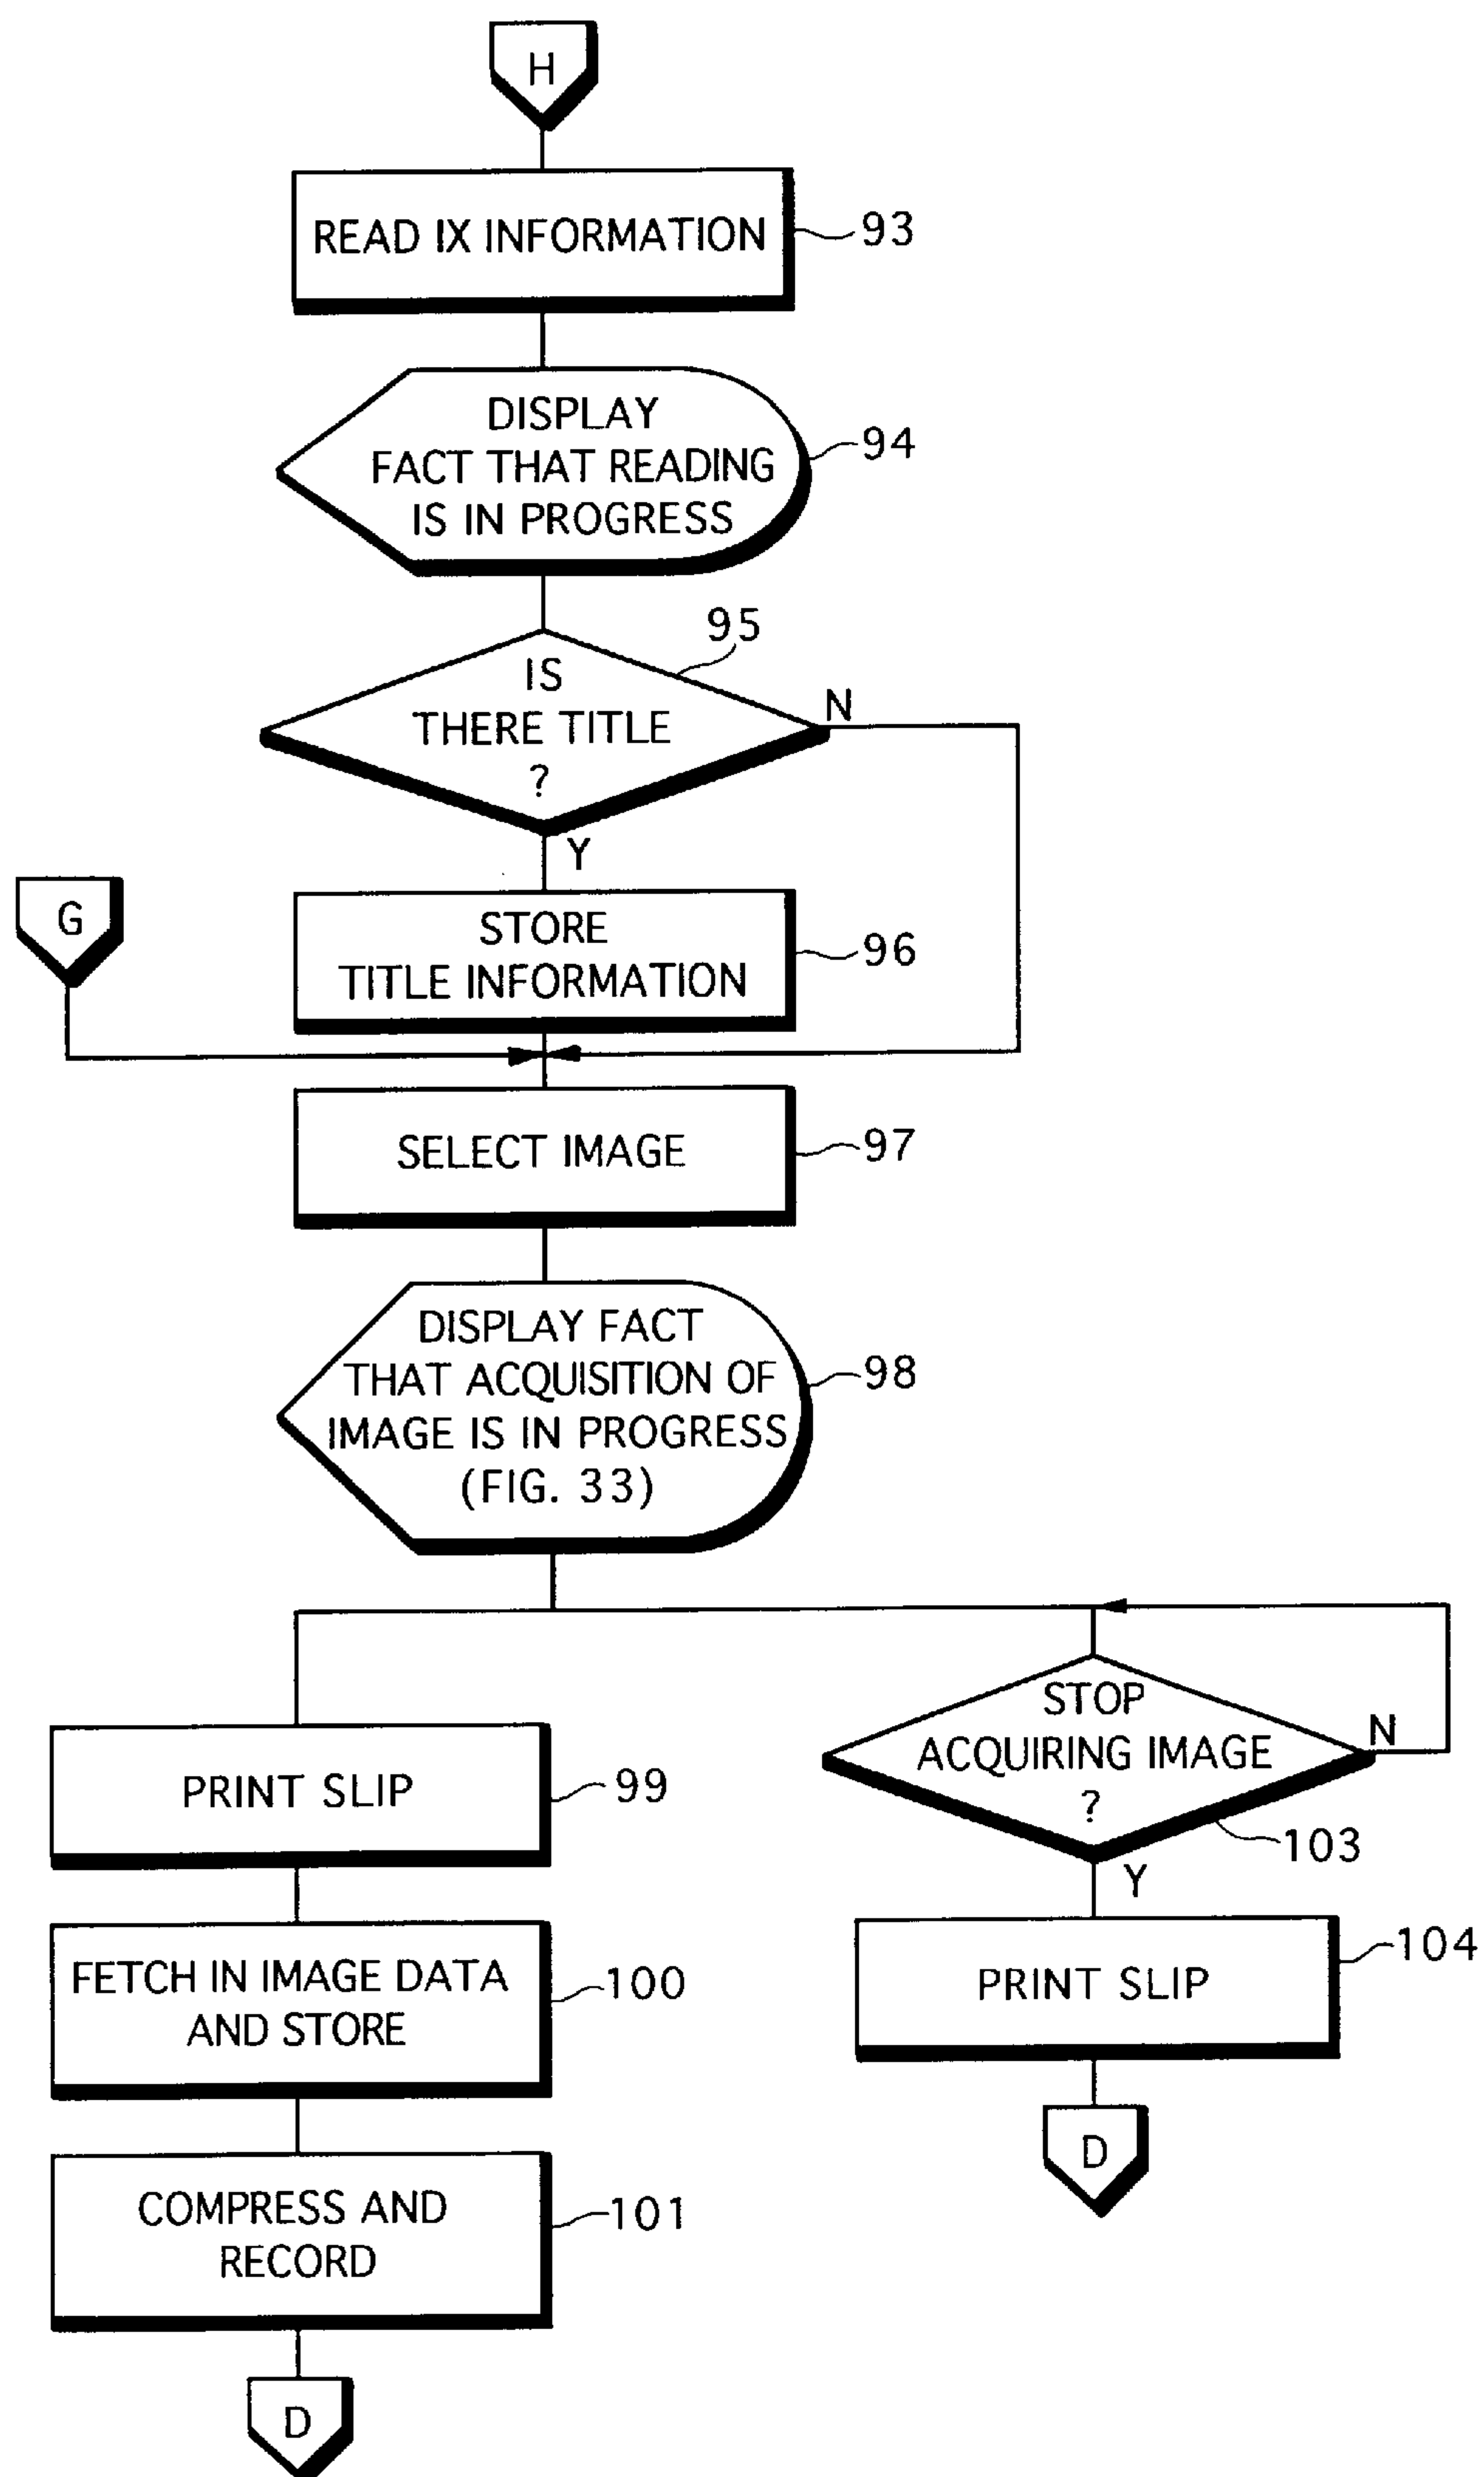 H
READ IX INFORMATION
93
DISPLAY
FACT THAT READING
IS IN PROGRESS
94
95
IS
THERE TITLE
?
N
Y
G
STORE
TITLE INFORMATION
96
SELECT IMAGE
97
DISPLAY FACT
THAT ACQUISITION OF
IMAGE IS IN PROGRESS
(FIG. 33)
98
PRINT SLIP
99
FETCH IN IMAGE DATA
AND STORE
100
COMPRESS AND
RECORD
101
D
STOP
ACQUIRING IMAGE
?
N
103
Y
PRINT SLIP
104
D